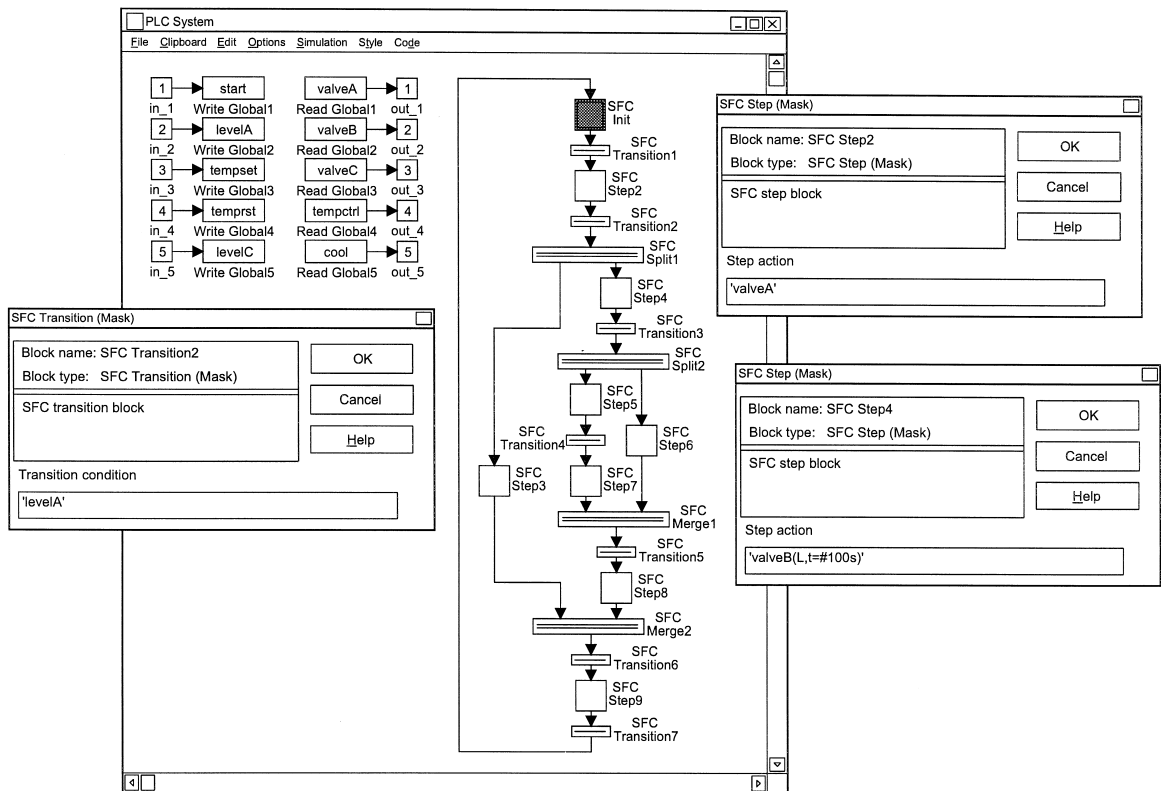 PLC System
File Clipboard Edit Options Simulation Style Code
1 start valveA 1
in_1 Write Global1 Read Global1 out_1
2 levelA valveB 2
in_2 Write Global2 Read Global2 out_2
3 tempset valveC 3
in_3 Write Global3 Read Global3 out_3
4 temprst tempctrl 4
in_4 Write Global4 Read Global4 out_4
5 levelC cool 5
in_5 Write Global5 Read Global5 out_5
SFC
Init
SFC
Transition1
SFC
Step2
SFC
Transition2
SFC
Split1
SFC
Step4
SFC
Transition3
SFC
Split2
SFC
Step5
SFC
Transition4
SFC
Step6
SFC
Step3
SFC
Step7
SFC
Merge1
SFC
Transition5
SFC
Step8
SFC
Merge2
SFC
Transition6
SFC
Step9
SFC
Transition7
SFC Transition (Mask)
Block name: SFC Transition2
Block type: SFC Transition (Mask)
SFC transition block
OK
Cancel
Help
Transition condition
'levelA'
SFC Step (Mask)
Block name: SFC Step2
Block type: SFC Step (Mask)
SFC step block
OK
Cancel
Help
Step action
'valveA'
SFC Step (Mask)
Block name: SFC Step4
Block type: SFC Step (Mask)
SFC step block
OK
Cancel
Help
Step action
'valveB(L,t=#100s)'